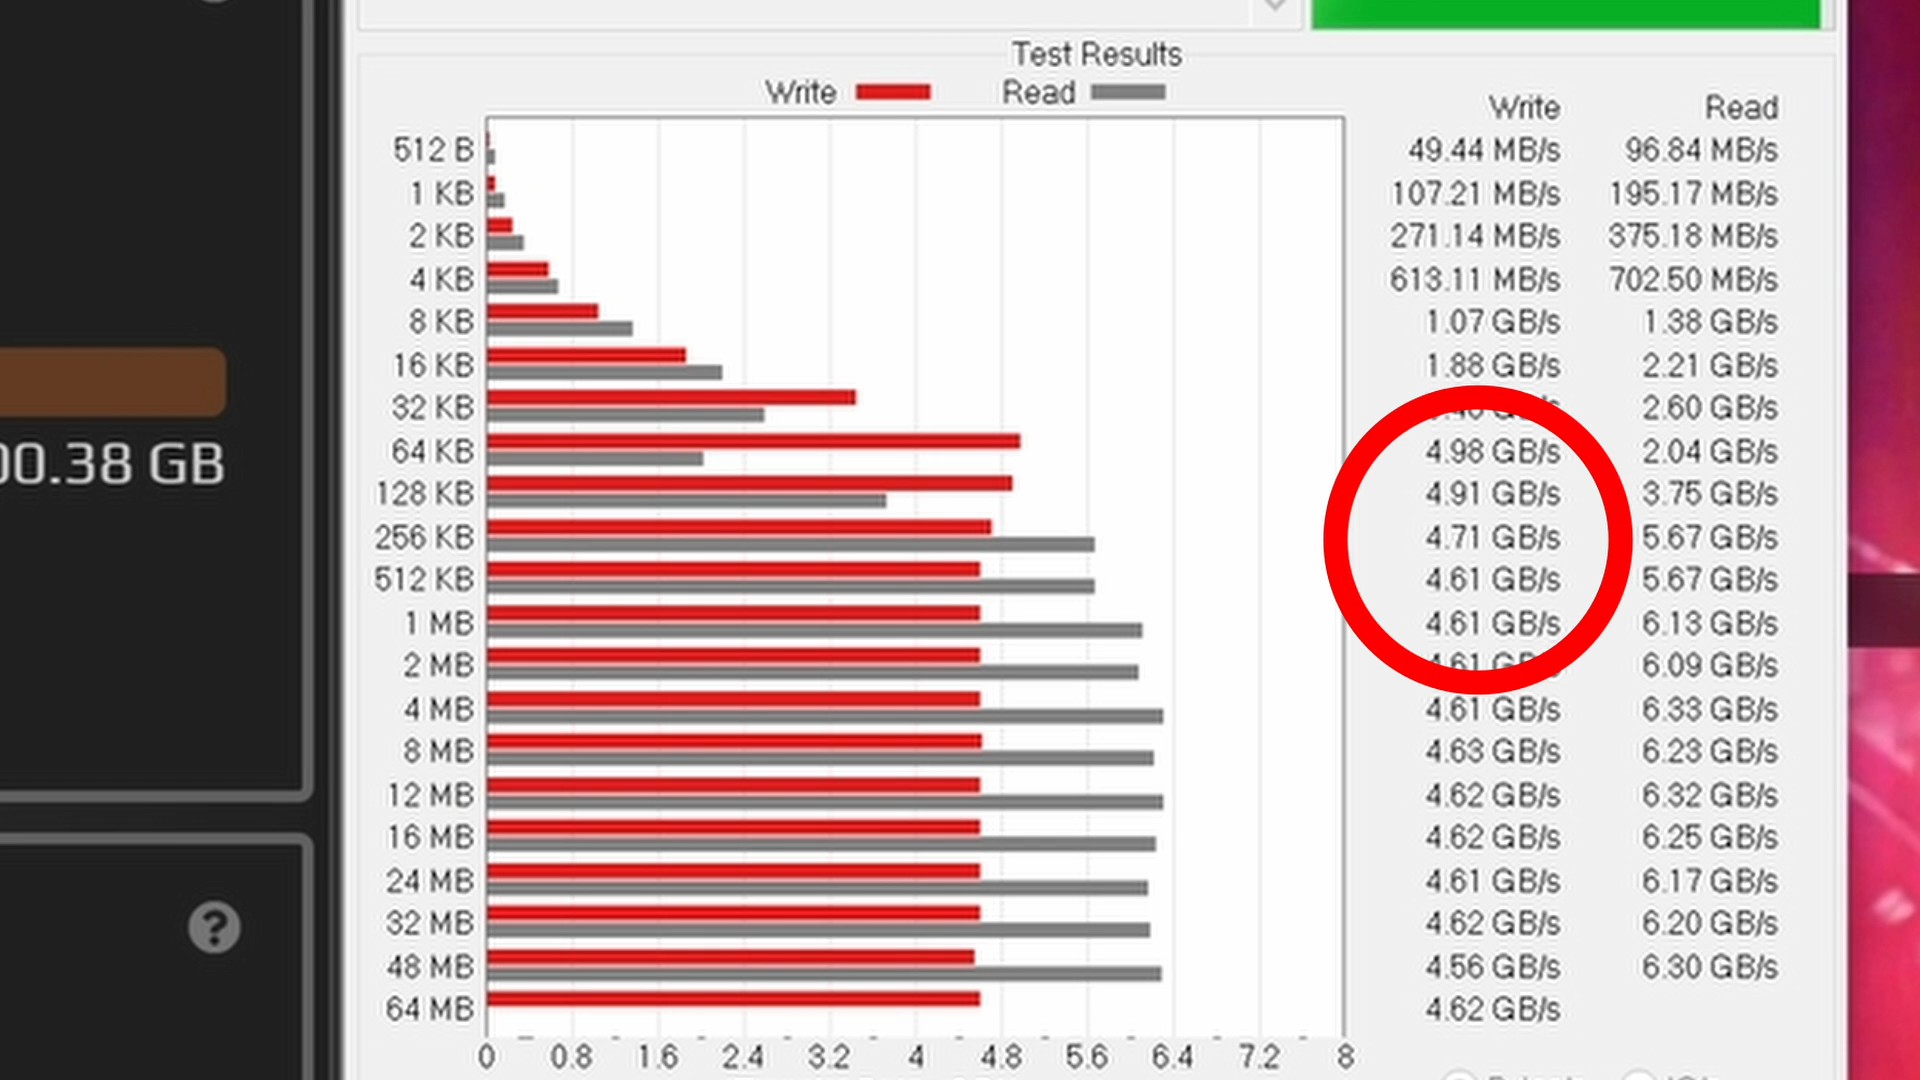 Test Results
Write Read
Write Read
512 B 49.44 MB/s 96.84 MB/s
1 KB 107.21 MB/s 195.17 MB/s
2 KB 271.14 MB/s 375.18 MB/s
4 KB 613.11 MB/s 702.50 MB/s
8 KB 1.07 GB/s 1.38 GB/s
16 KB 1.88 GB/s 2.21 GB/s
32 KB 2.60 GB/s
64 KB 4.98 GB/s 2.04 GB/s
128 KB 4.91 GB/s 3.75 GB/s
256 KB 4.71 GB/s 5.67 GB/s
512 KB 4.61 GB/s 5.67 GB/s
1 MB 4.61 GB/s 6.13 GB/s
2 MB 4.61 GB/s 6.09 GB/s
4 MB 4.61 GB/s 6.33 GB/s
8 MB 4.63 GB/s 6.23 GB/s
12 MB 4.62 GB/s 6.32 GB/s
16 MB 4.62 GB/s 6.25 GB/s
24 MB 4.61 GB/s 6.17 GB/s
32 MB 4.62 GB/s 6.20 GB/s
48 MB 4.56 GB/s 6.30 GB/s
64 MB 4.62 GB/s
0 0.8 1.6 2.4 3.2 4 4.8 5.6 6.4 7.2 8
00.38 GB
?